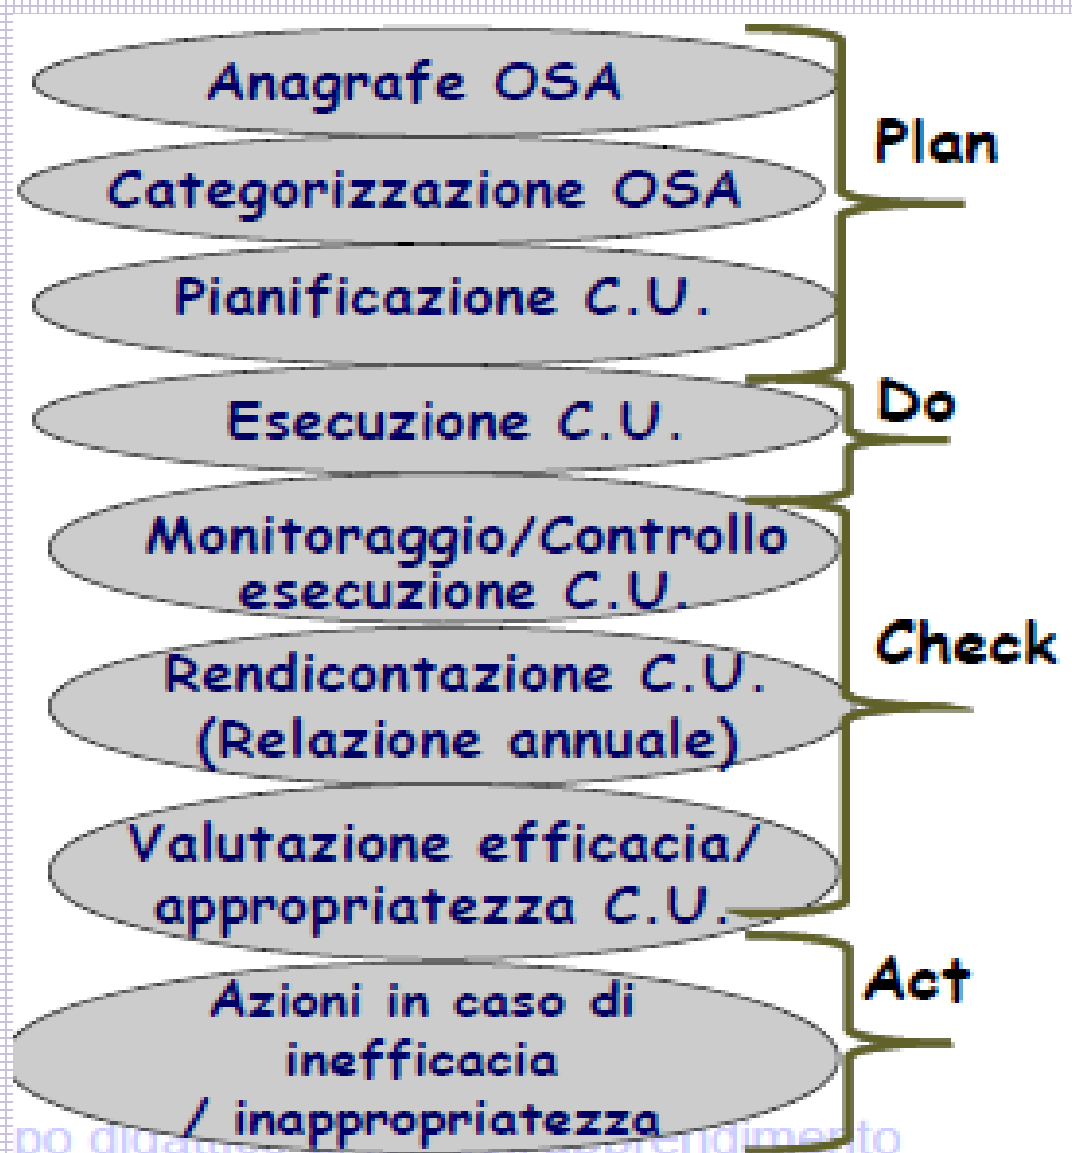 Anagrafe OSA
Categorizzazione OSA
Plan
Pianificazione C.U.
Esecuzione C.U.
Do
Monitoraggio/Controllo
esecuzione C.U.
Rendicontazione C.U.
(Relazione annuale)
Check
Valutazione efficacia/
appropriatezza C.U.
Azioni in caso di
inefficacia
/ inappropriatezza
Act